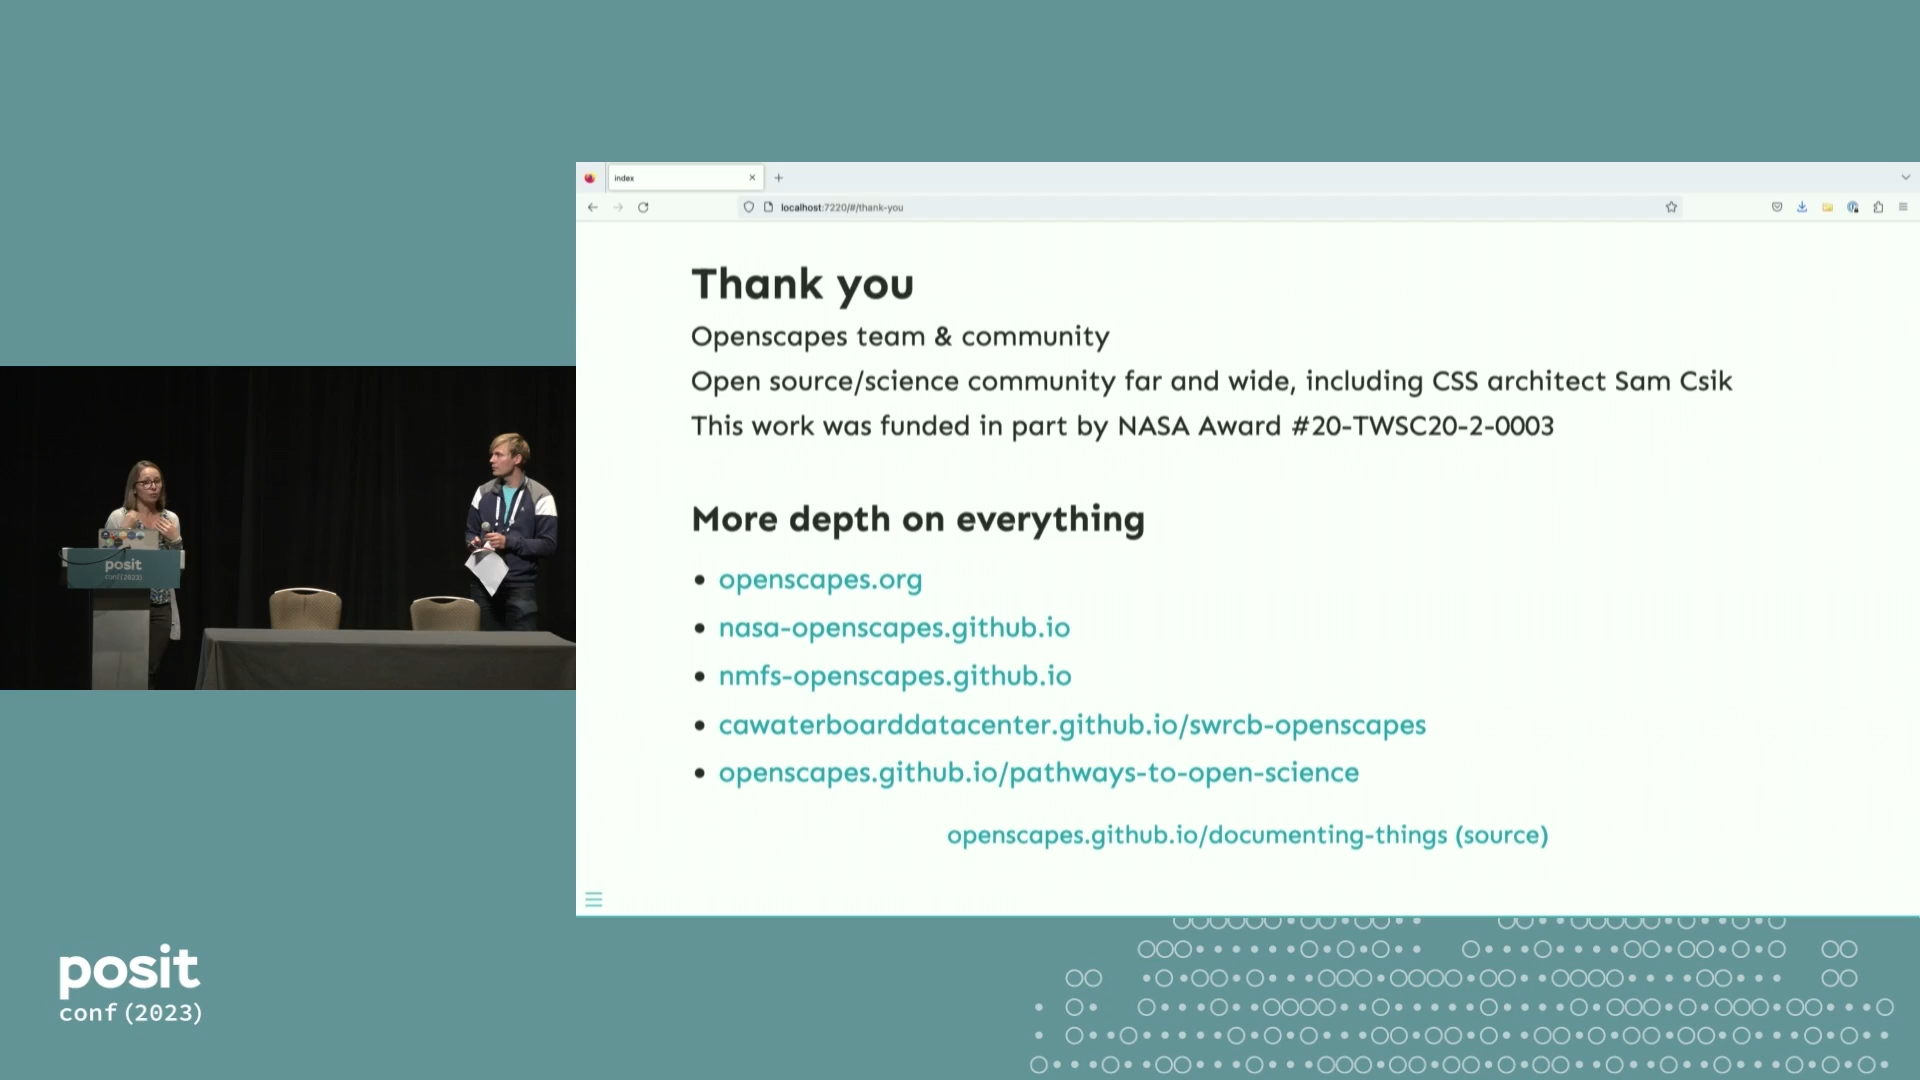 index
localhost:7220/#/thank-you
Thank you
Openscapes team & community
Open source/science community far and wide, including CSS architect Sam Csik
This work was funded in part by NASA Award #20-TWSC20-2-0003
More depth on everything
openscapes.org
nasa-openscapes.github.io
nmfs-openscapes.github.io
cawaterboarddatacenter.github.io/swrcb-openscapes
openscapes.github.io/pathways-to-open-science
openscapes.github.io/documenting-things (source)
posit
conf(2023)
posit
conf(2023)